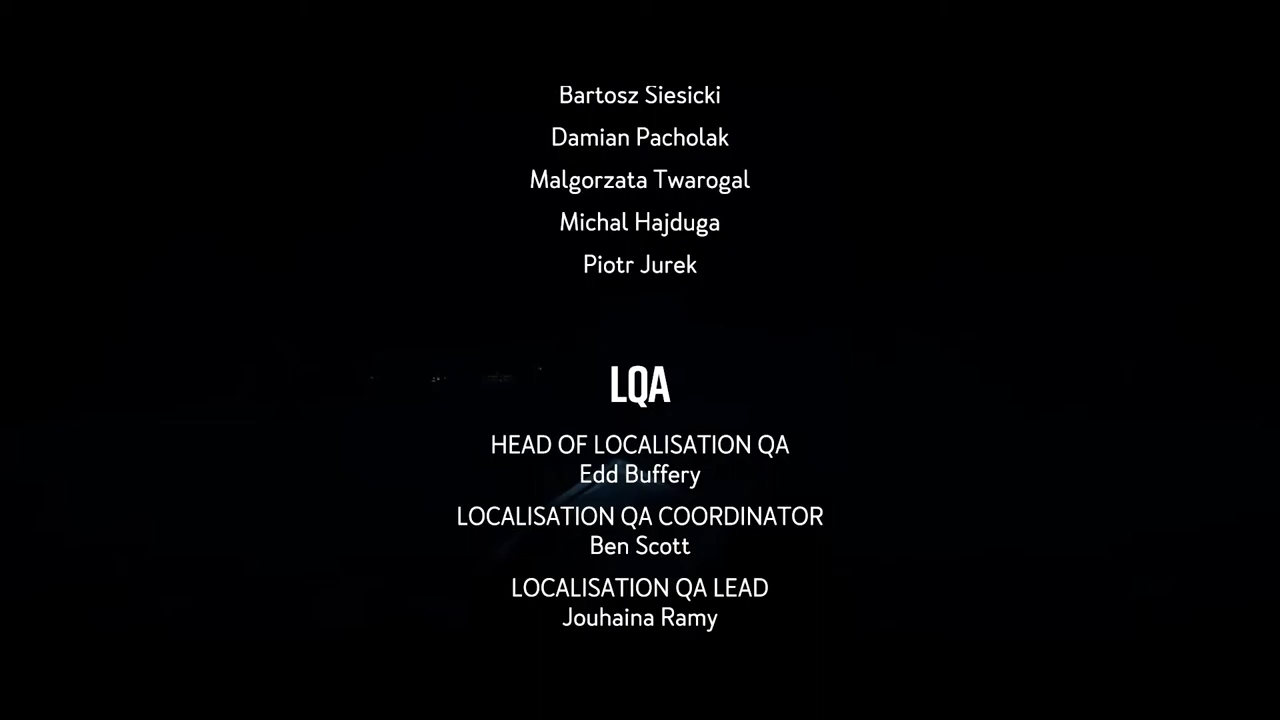 Bartosz Siesicki
Damian Pacholak
Malgorzata Twarogal
Michal Hajduga
Piotr Jurek
LQA
HEAD OF LOCALISATION QA
Edd Buffery
LOCALISATION QA COORDINATOR
Ben Scott
LOCALISATION QA LEAD
Jouhaina Ramy